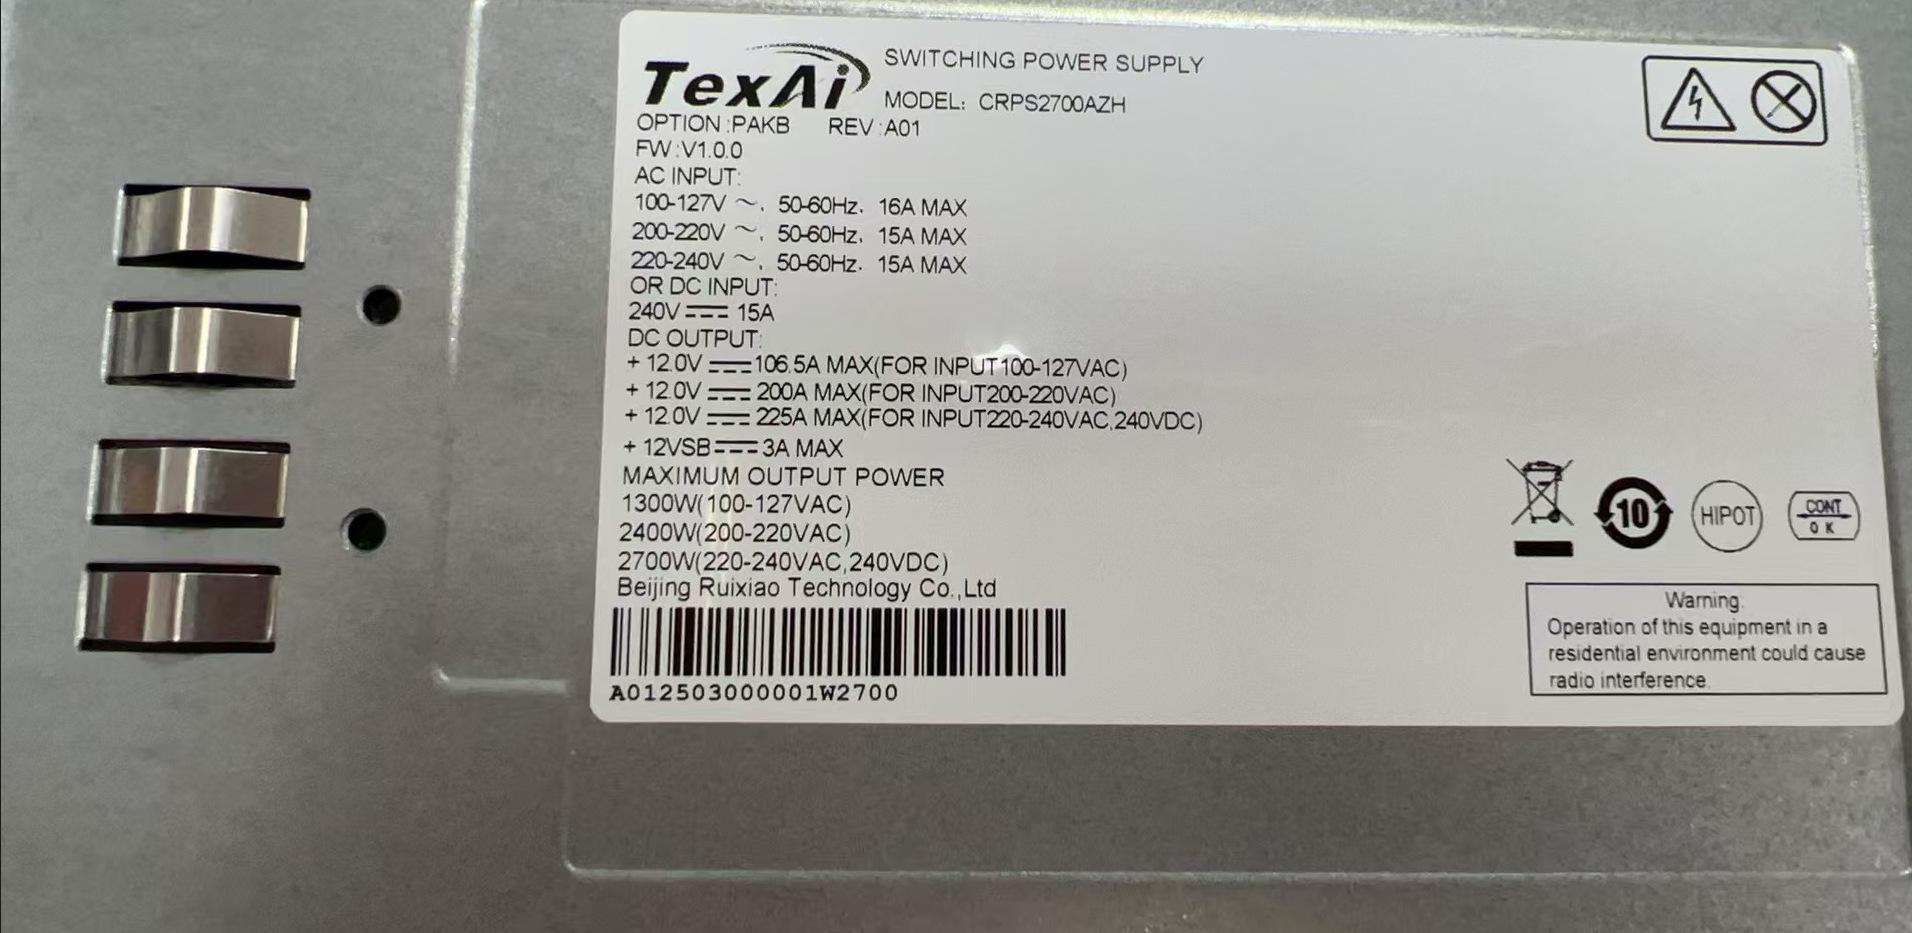 TexAi
SWITCHING POWER SUPPLY
MODEL: CRPS2700AZH
OPTION:PAKB REV:A01
FW:V1.0.0
AC INPUT:
100-127V ～, 50-60Hz, 16A MAX
200-220V ～, 50-60Hz, 15A MAX
220-240V ～, 50-60Hz, 15A MAX
OR DC INPUT:
240V⎓ 15A
DC OUTPUT:
+12.0V⎓106.5A MAX(FOR INPUT100-127VAC)
+12.0V⎓200A MAX(FOR INPUT200-220VAC)
+12.0V⎓225A MAX(FOR INPUT220-240VAC,240VDC)
+12VSB⎓3A MAX
MAXIMUM OUTPUT POWER
1300W(100-127VAC)
2400W(200-220VAC)
2700W(220-240VAC,240VDC)
Beijing Ruixiao Technology Co.,Ltd
A012503000001W2700
10
HIPOT
CONT
OK
Warning:
Operation of this equipment in a
residential environment could cause
radio interference.